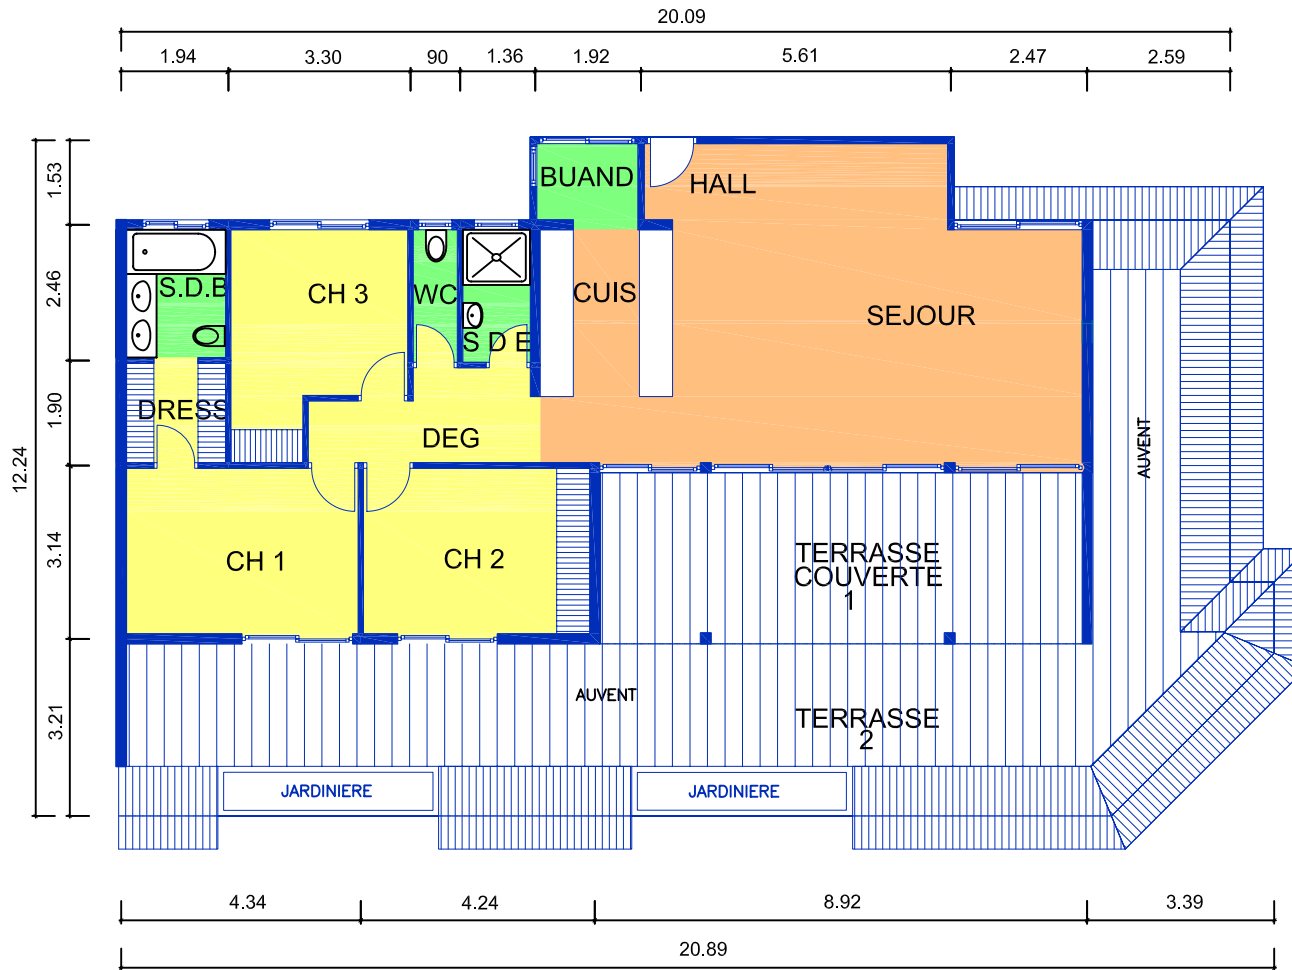 20.09
1.94 3.30 90 1.36 1.92 5.61 2.47 2.59
12.24
1.53
2.46
1.90
3.14
3.21
BUAND
HALL
S.D.B
CH 3
WC
CUIS
SEJOUR
S D E
DRESS
DEG
AUVENT
CH 1
CH 2
TERRASSE
COUVERTE
1
AUVENT
TERRASSE
2
JARDINIERE
JARDINIERE
4.34 4.24 8.92 3.39
20.89